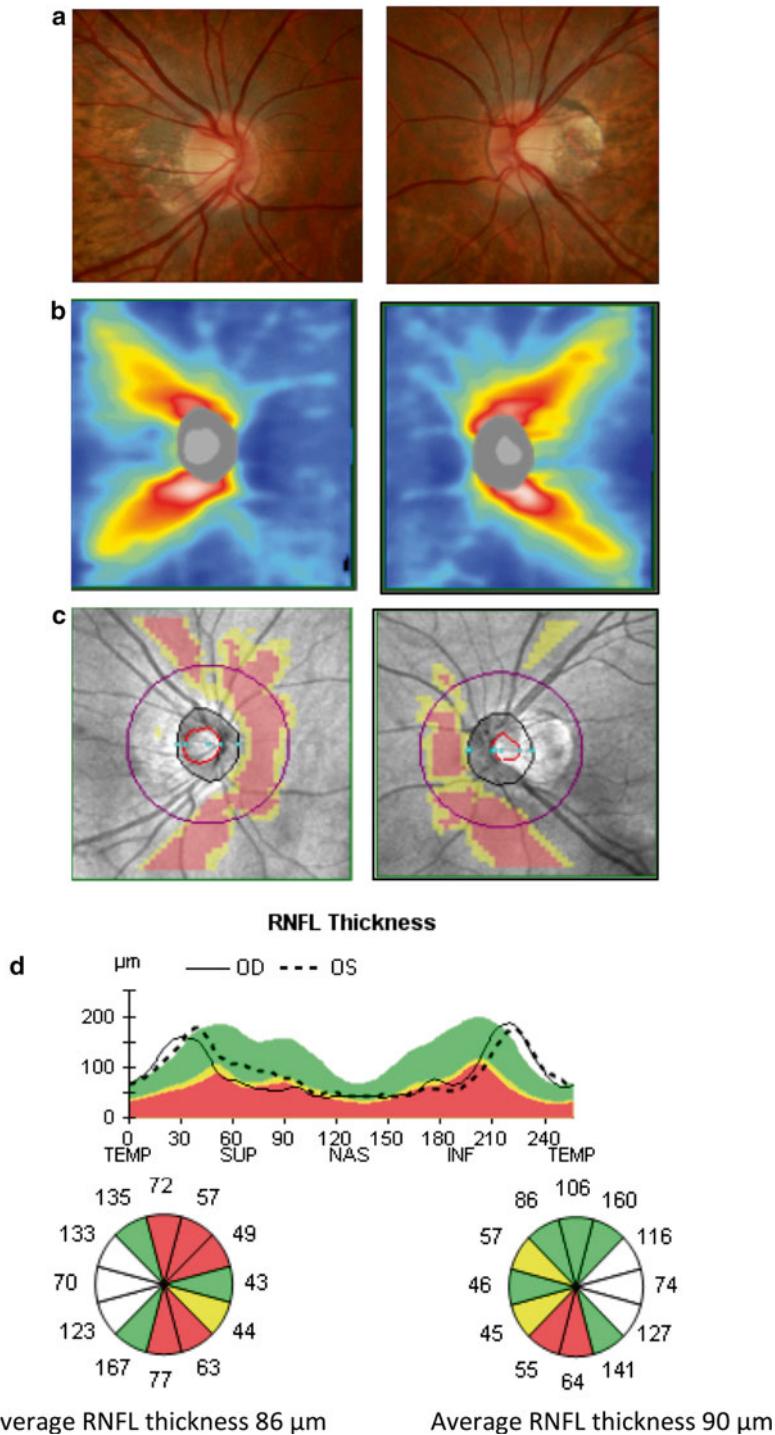 a
b
c
RNFL Thickness
d
μm OD OS
200
100
0
0 30 60 90 120 150 180 210 240
TEMP SUP NAS INF TEMP
135 72 57
133 49
70 43
123 44
167 77 63
86 106 160
57 116
46 74
45 127
55 64 141
verage RNFL thickness 86 μm
Average RNFL thickness 90 μm